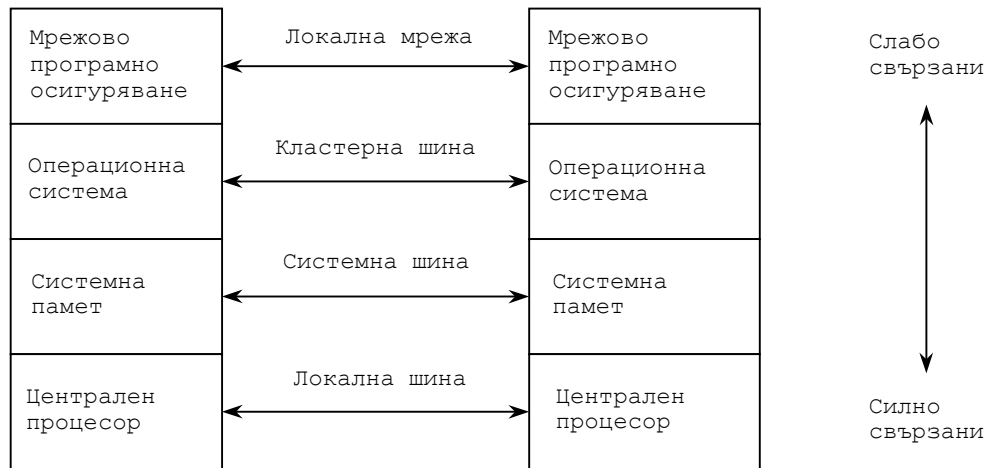 Мрежово
програмно
осигуряване
Локална мрежа
Мрежово
програмно
осигуряване
Слабо
свързани
Операционна
система
Кластерна шина
Операционна
система
Системна
памет
Системна шина
Системна
памет
Централен
процесор
Локална шина
Централен
процесор
Силно
свързани